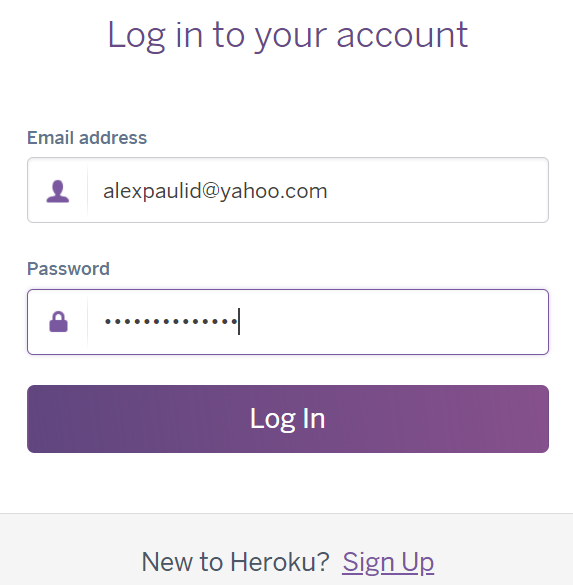 Log in to your account
Email address
alexpaulid@yahoo.com
Password
••••••••••••••
Log In
New to Heroku? Sign Up